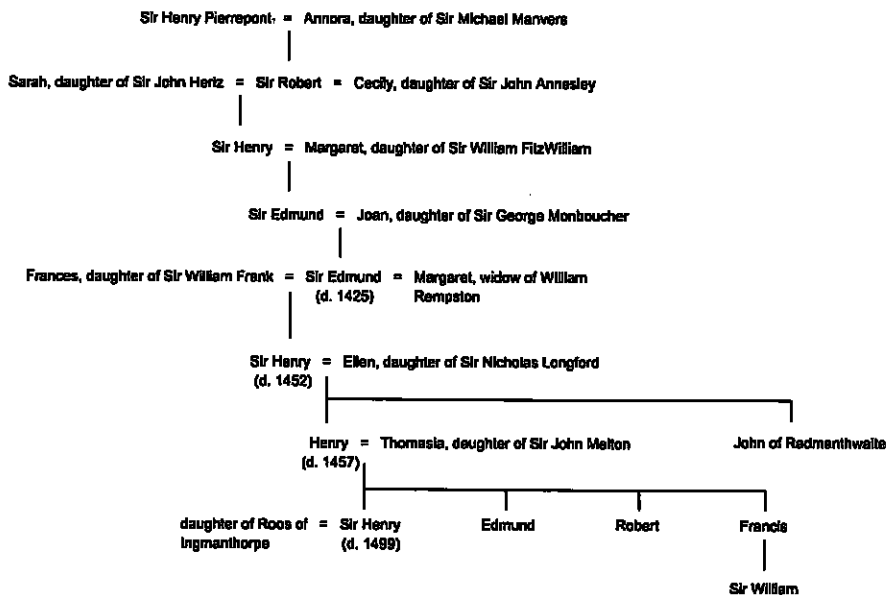 Sir Henry Pierrepont = Annora, daughter of Sir Michael Manvers
Sarah, daughter of Sir John Heriz = Sir Robert = Cecily, daughter of Sir John Annesley
Sir Henry = Margaret, daughter of Sir William FitzWilliam
Sir Edmund = Joan, daughter of Sir George Monboucher
Frances, daughter of Sir William Frank = Sir Edmund = Margaret, widow of William
(d. 1425) Rempston
Sir Henry = Ellen, daughter of Sir Nicholas Longford
(d. 1452)
Henry = Thomasia, daughter of Sir John Melton John of Radmanthwaite
(d. 1457)
daughter of Roos of = Sir Henry Edmund Robert Francis
Ingmanthorpe (d. 1499)
Sir William